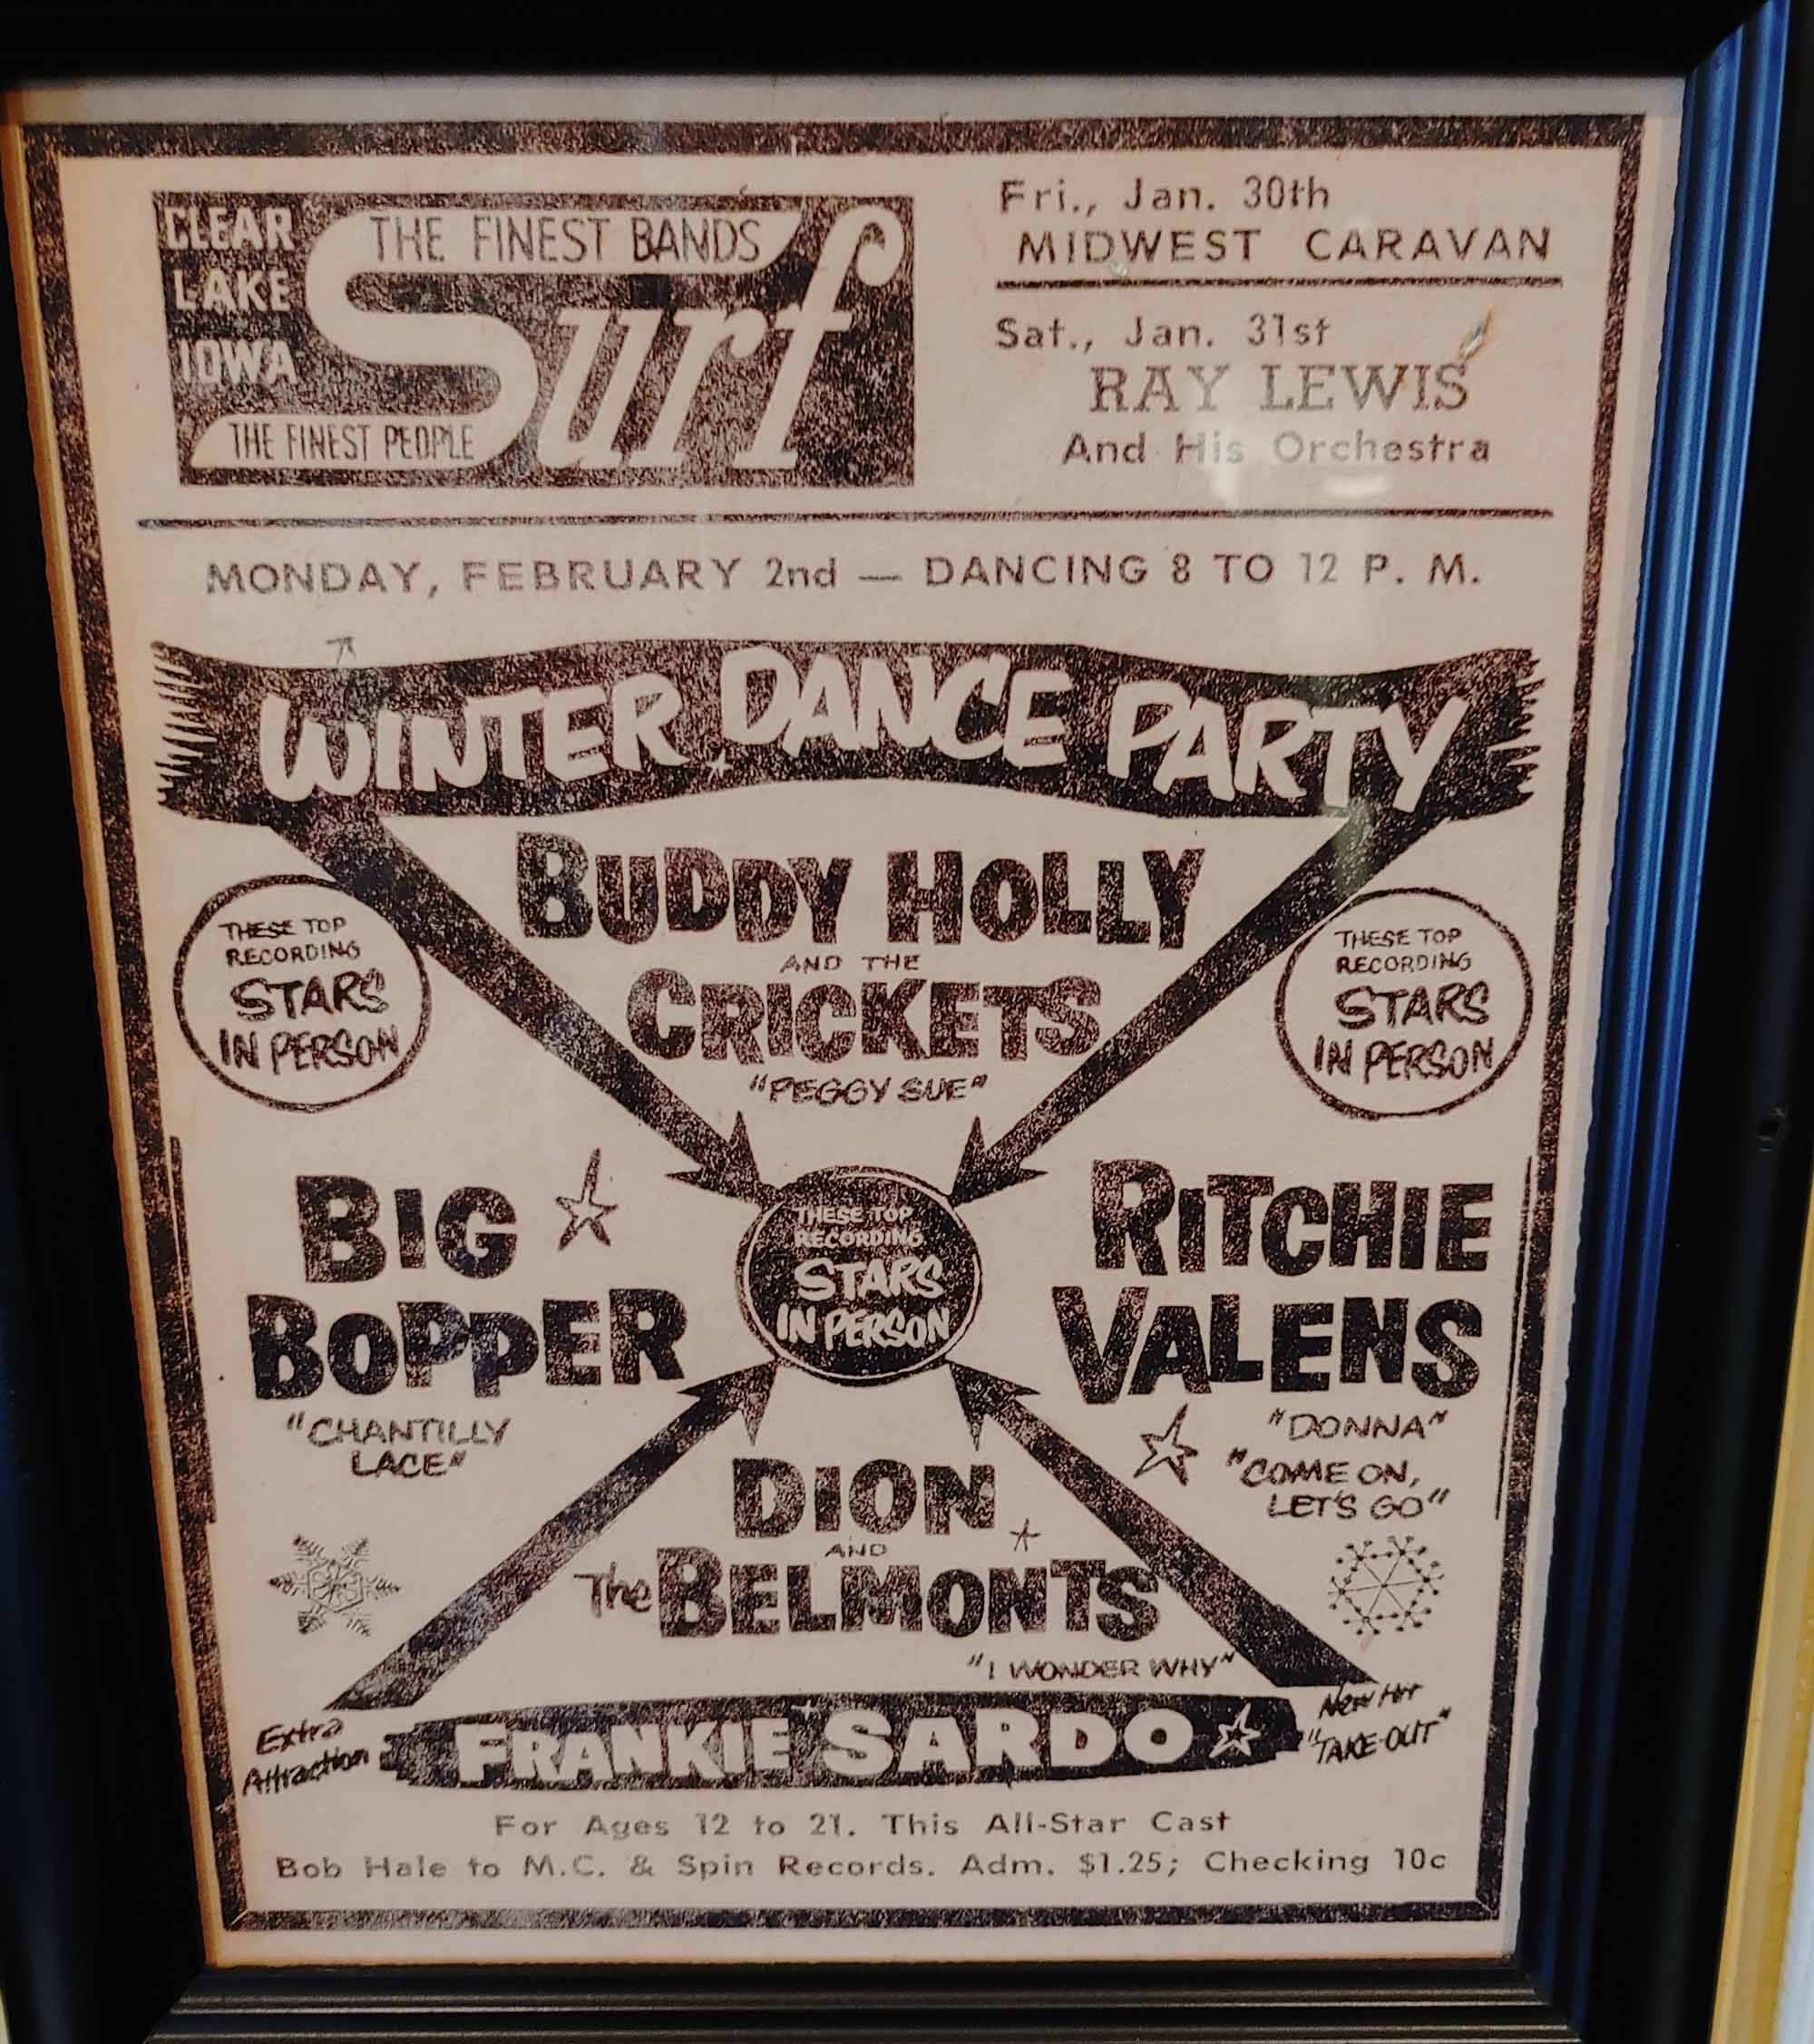 CLEAR
LAKE
IOWA
THE FINEST BANDS
Surf
THE FINEST PEOPLE
Fri., Jan. 30th
MIDWEST CARAVAN
Sat., Jan. 31st
RAY LEWIS
And His Orchestra
MONDAY, FEBRUARY 2nd — DANCING 8 TO 12 P. M.
WINTER DANCE PARTY
BUDDY HOLLY
AND THE
CRICKETS
"PEGGY SUE"
THESE TOP
RECORDING
STARS
IN PERSON
THESE TOP
RECORDING
STARS
IN PERSON
BIG
BOPPER
"CHANTILLY
LACE"
THESE TOP
RECORDING
STARS
IN PERSON
RITCHIE
VALENS
"DONNA"
"COME ON,
LET'S GO"
DION
AND
The BELMONTS
"I WONDER WHY"
Extra
Attraction
FRANKIE SARDO
New Hit
"TAKE-OUT"
For Ages 12 to 21. This All-Star Cast
Bob Hale to M.C. & Spin Records. Adm. $1.25; Checking 10c